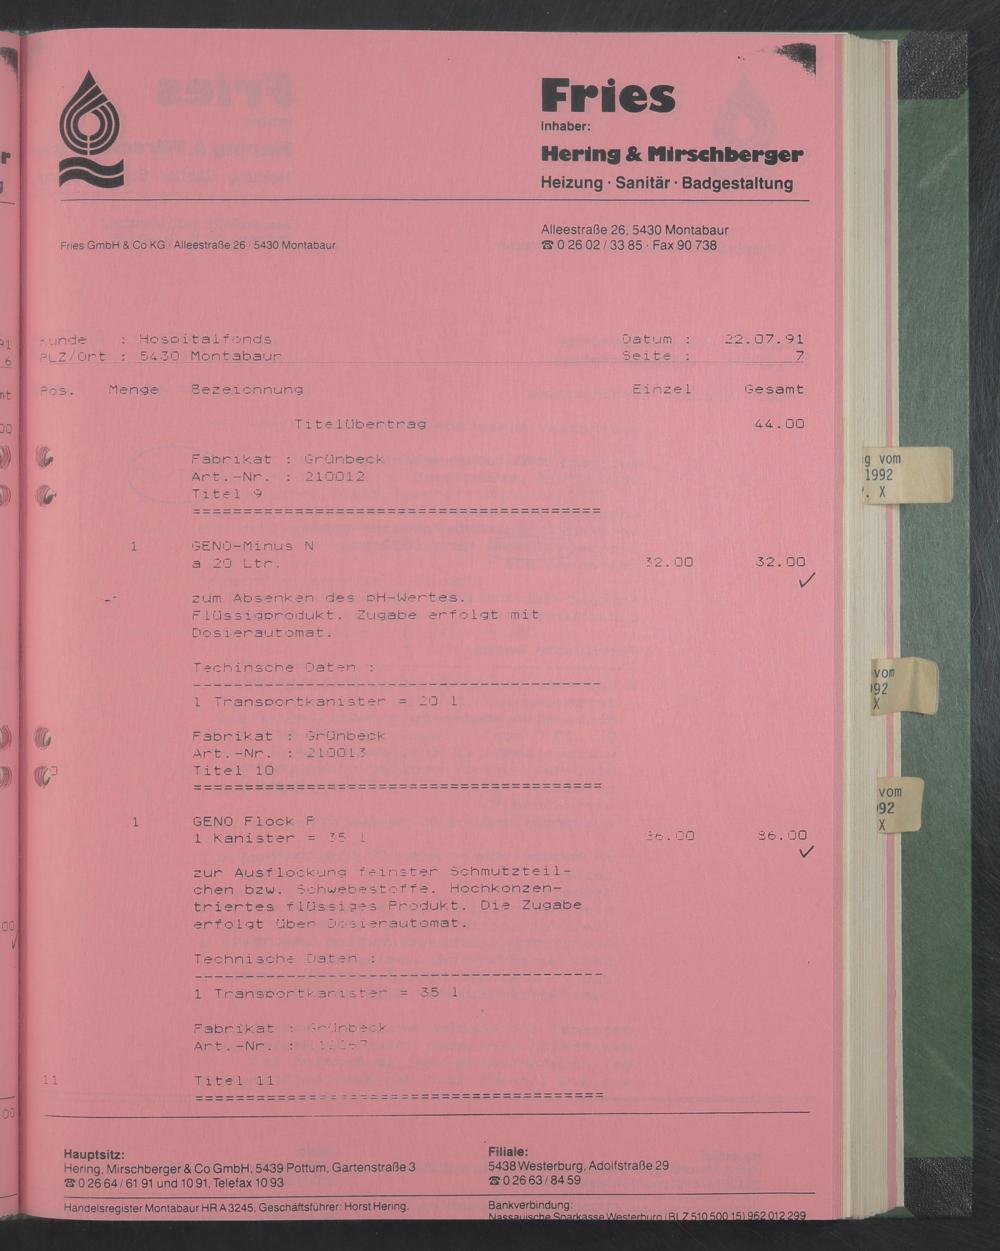 Fries
Inhaber:
Hering & Mirschberger
Heizung · Sanitär · Badgestaltung
Alleestraße 26, 5430 Montabaur
☎ 0 26 02 / 33 85 · Fax 90 738
Fries GmbH & Co KG · Alleestraße 26 · 5430 Montabaur
Kunde : Hospitalfonds Datum : 22.07.91
PLZ/Ort : 5430 Montabaur Seite : 7
Pos. Menge Bezeichnung Einzel Gesamt
Titelübertrag 44.00
Fabrikat : Grünbeck
Art.-Nr. : 210012
Titel 9
========================================
1 GENO-Minus N
a 20 Ltr. 32.00 32.00
zum Absenken des pH-Wertes.
Flüssigprodukt. Zugabe erfolgt mit
Dosierautomat.
Techinsche Daten :
----------------------------------------
1 Transportkanister = 20 l
Fabrikat : Grünbeck
Art.-Nr. : 210013
Titel 10
========================================
1 GENO Flock P
1 Kanister = 35 l 86.00 86.00
zur Ausflockung feinster Schmutzteil-
chen bzw. Schwebestoffe. Hochkonzen-
triertes flüssiges Produkt. Die Zugabe
erfolgt über Dosierautomat.
Technische Daten :
----------------------------------------
1 Transportkanister = 35 l
Fabrikat : Grünbeck
Art.-Nr. :
11 Titel 11
========================================
Hauptsitz:
Hering, Mirschberger & Co GmbH, 5439 Pottum, Gartenstraße 3
☎ 0 26 64 / 61 91 und 10 91, Telefax 10 93
Filiale:
5438 Westerburg, Adolfstraße 29
☎ 0 26 63 / 84 59
Handelsregister Montabaur HR A 3245, Geschäftsführer: Horst Hering.
Bankverbindung:
Nassauische Sparkasse Westerburg (BLZ 510 500 15) 962 012 299
g vom
1992
. X
vom
92
X
vom
92
X